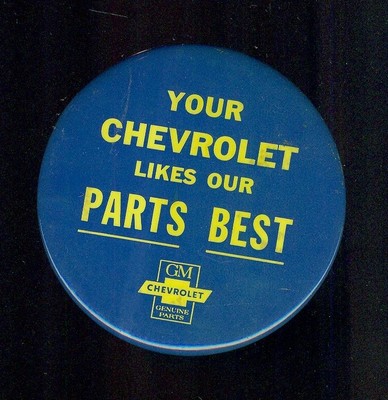 YOUR
CHEVROLET
LIKES OUR
PARTS BEST
GM
CHEVROLET
GENUINE
PARTS